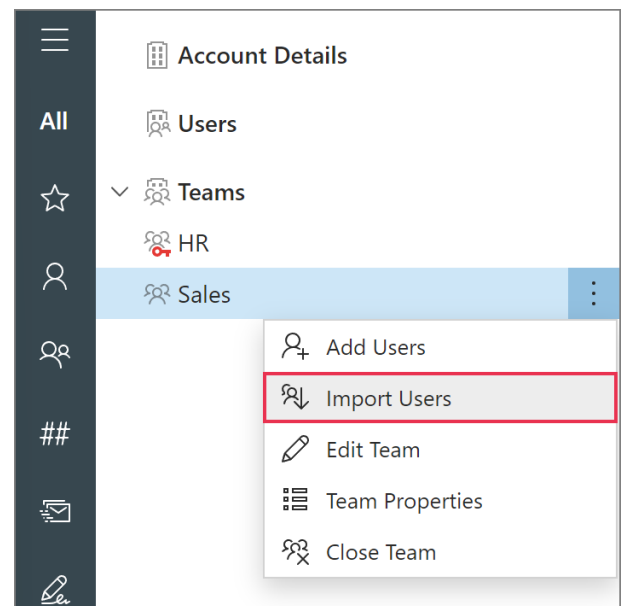 Account Details
All
Users
Teams
HR
Sales
Add Users
Import Users
##
Edit Team
Team Properties
Close Team